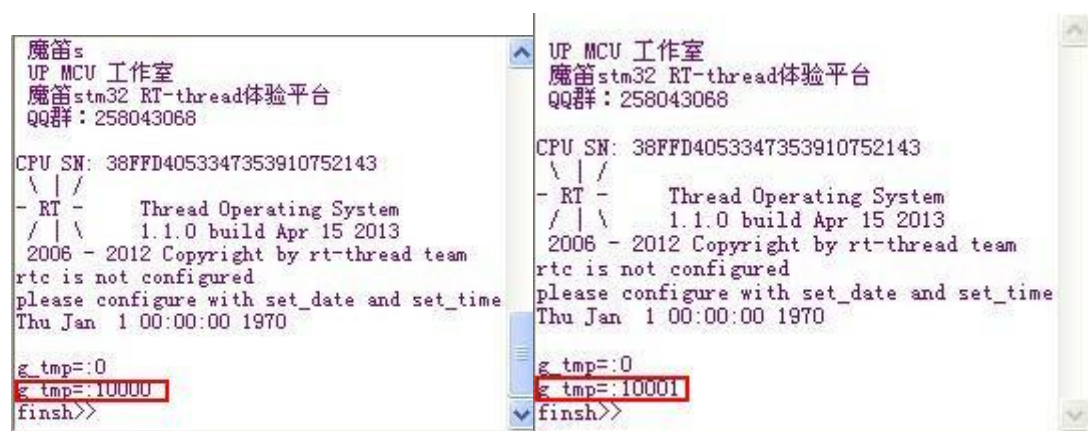 魔笛s
UP MCU 工作室
魔笛stm32 RT-thread体验平台
QQ群：258043068
CPU SN: 38FFD4053347353910752143
\ | /
- RT -     Thread Operating System
/ | \     1.1.0 build Apr 15 2013
2006 - 2012 Copyright by rt-thread team
rtc is not configured
please configure with set_date and set_time
Thu Jan  1 00:00:00 1970
g_tmp=:0
g_tmp=:10000
finsh>>
UP MCU 工作室
魔笛stm32 RT-thread体验平台
QQ群：258043068
CPU SN: 38FFD4053347353910752143
\ | /
- RT -     Thread Operating System
/ | \     1.1.0 build Apr 15 2013
2006 - 2012 Copyright by rt-thread team
rtc is not configured
please configure with set_date and set_time
Thu Jan  1 00:00:00 1970
g_tmp=:0
g_tmp=:10001
finsh>>